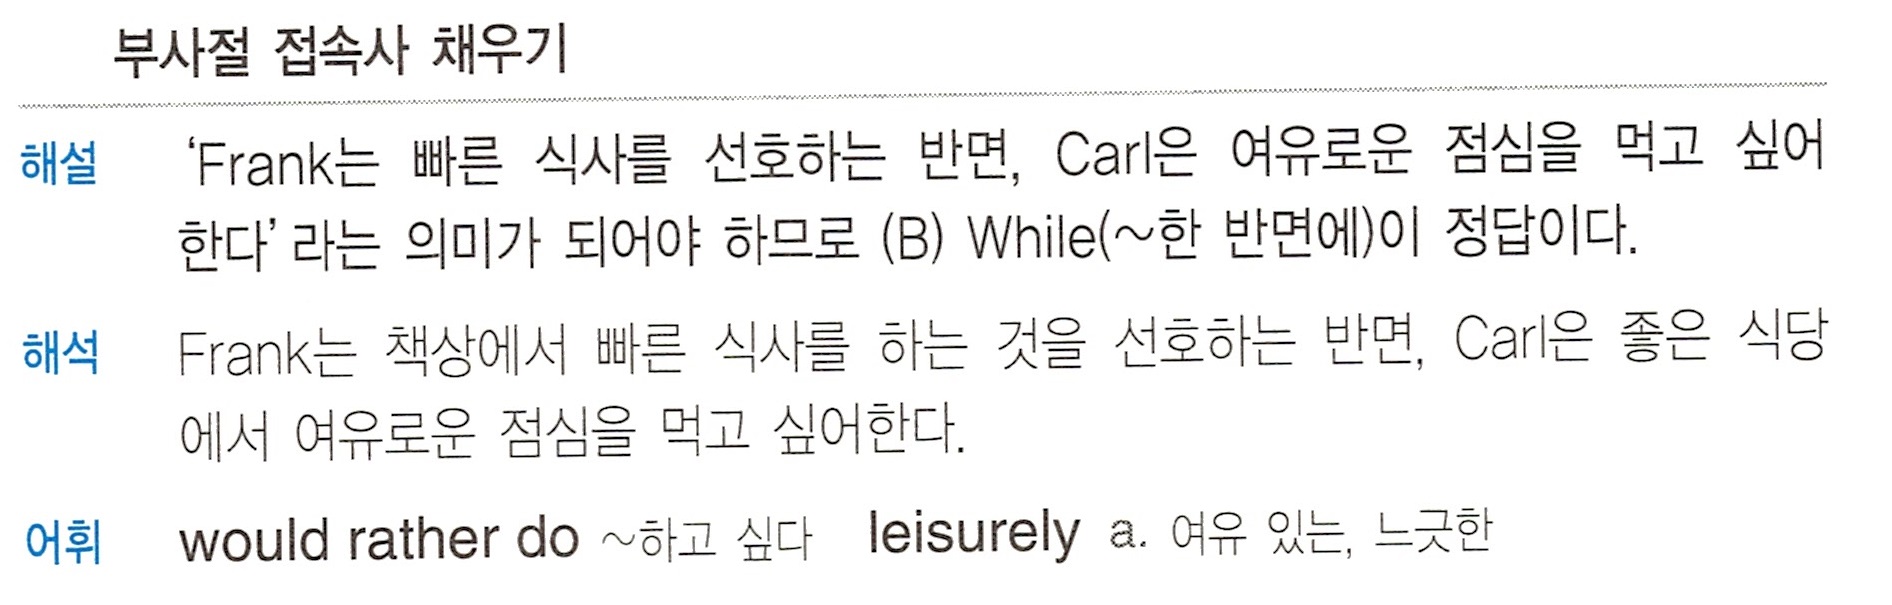 부사절 접속사 채우기
해설 ‘Frank는 빠른 식사를 선호하는 반면, Carl은 여유로운 점심을 먹고 싶어
한다’라는 의미가 되어야 하므로 (B) While(~한 반면에)이 정답이다.
해석 Frank는 책상에서 빠른 식사를 하는 것을 선호하는 반면, Carl은 좋은 식당
에서 여유로운 점심을 먹고 싶어한다.
어휘 would rather do ~하고 싶다 leisurely a. 여유 있는, 느긋한